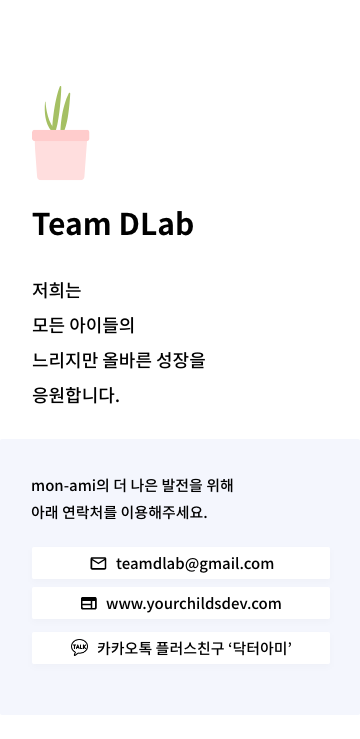 Team DLab
저희는
모든 아이들의
느리지만 올바른 성장을
응원합니다.
mon-ami의 더 나은 발전을 위해
아래 연락처를 이용해주세요.
teamdlab@gmail.com
www.yourchildsdev.com
TALK 카카오톡 플러스친구 ‘닥터아미’